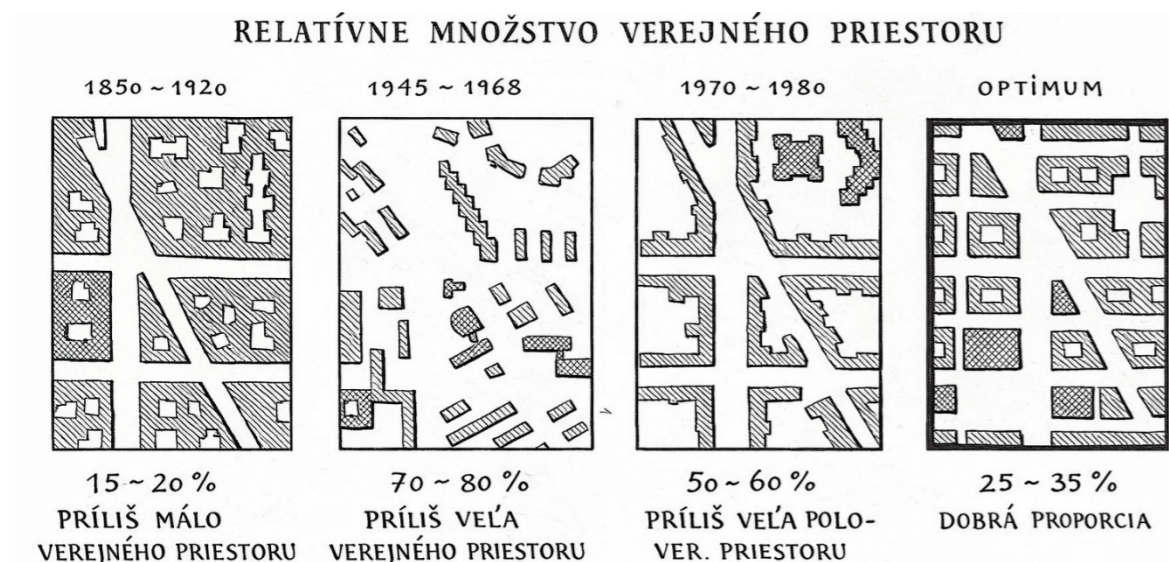 RELATÍVNE MNOŽSTVO VEREJNÉHO PRIESTORU
1850 ~ 1920
1945 ~ 1968
1970 ~ 1980
OPTIMUM
15 ~ 20 %
PRÍLIŠ MÁLO
VEREJNÉHO PRIESTORU
70 ~ 80 %
PRÍLIŠ VEĽA
VEREJNÉHO PRIESTORU
50 ~ 60 %
PRÍLIŠ VEĽA POLO-
VER. PRIESTORU
25 ~ 35 %
DOBRÁ PROPORCIA